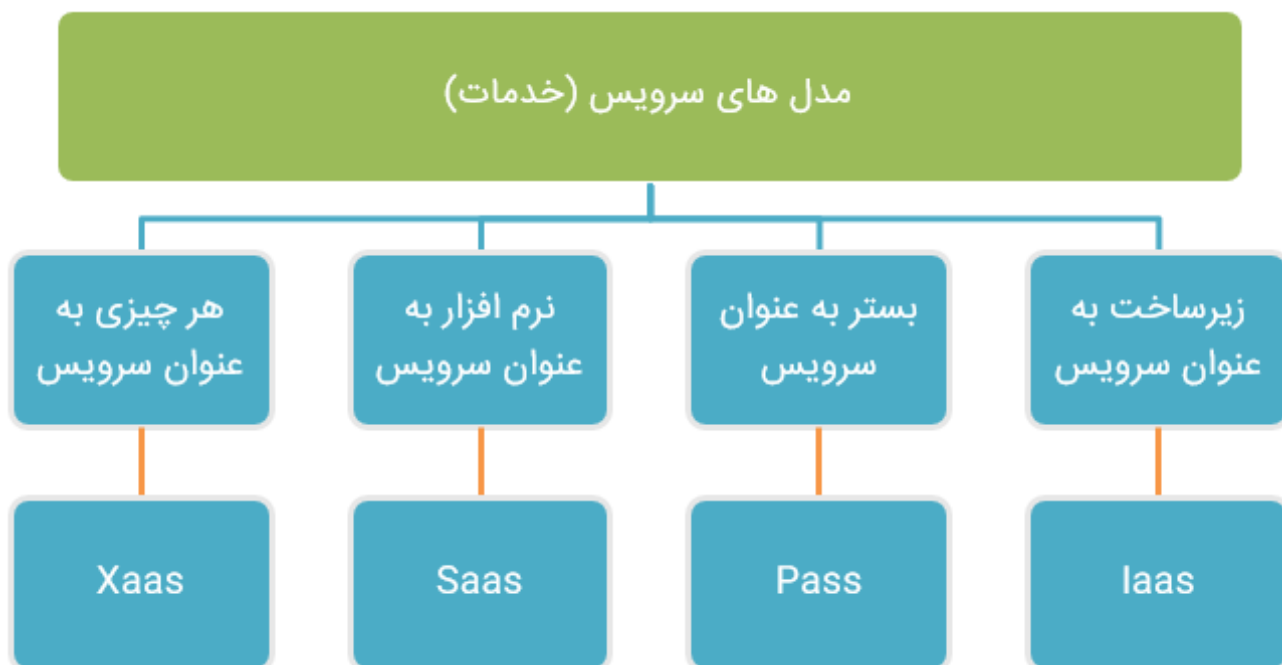 مدل های سرویس (خدمات)
زیرساخت به
عنوان سرویس
بستر به عنوان
سرویس
نرم افزار به
عنوان سرویس
هر چیزی به
عنوان سرویس
Iaas
Pass
Saas
Xaas